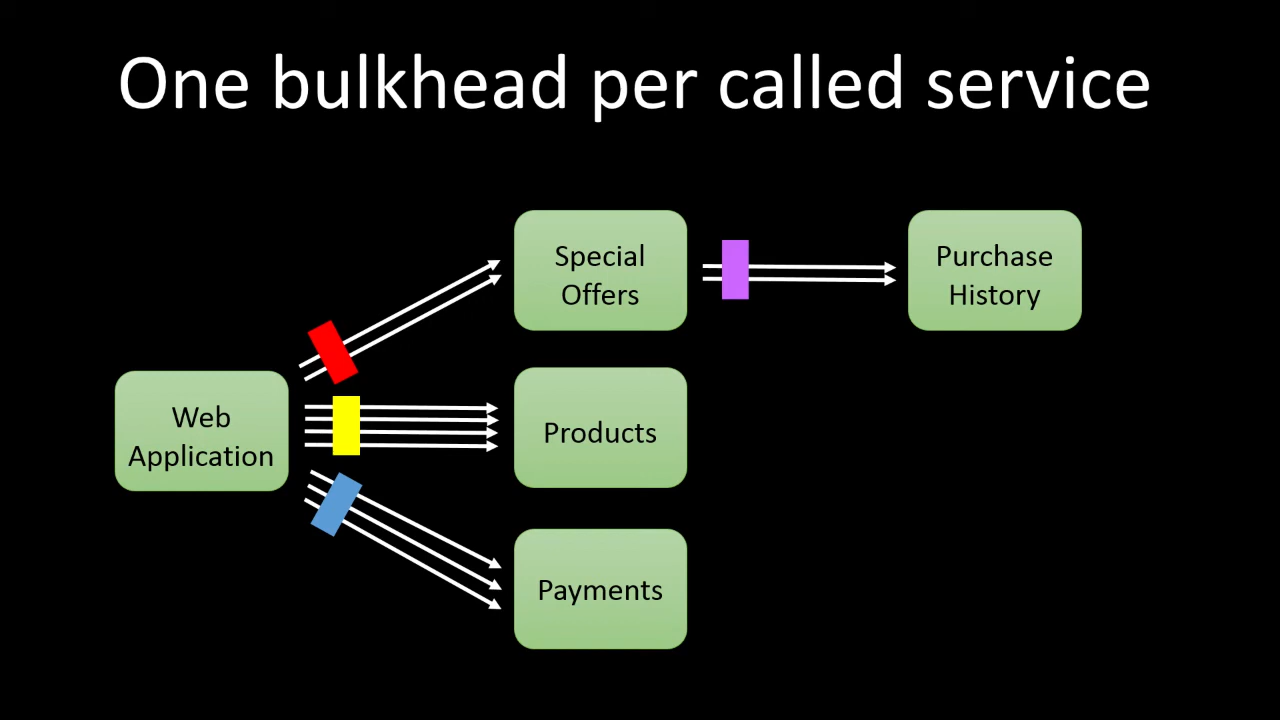 One bulkhead per called service
Special
Offers
Purchase
History
Web
Application
Products
Payments